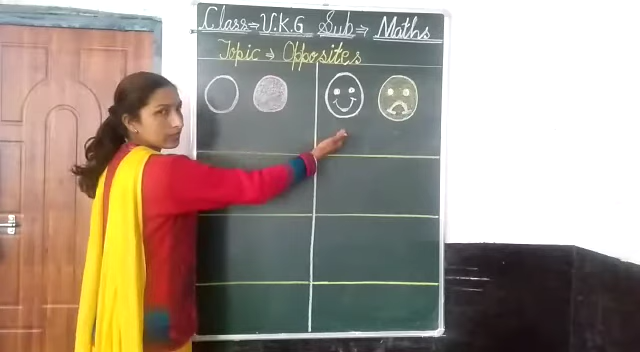 Class → U.K.G Sub → Maths
Topic → Opposites